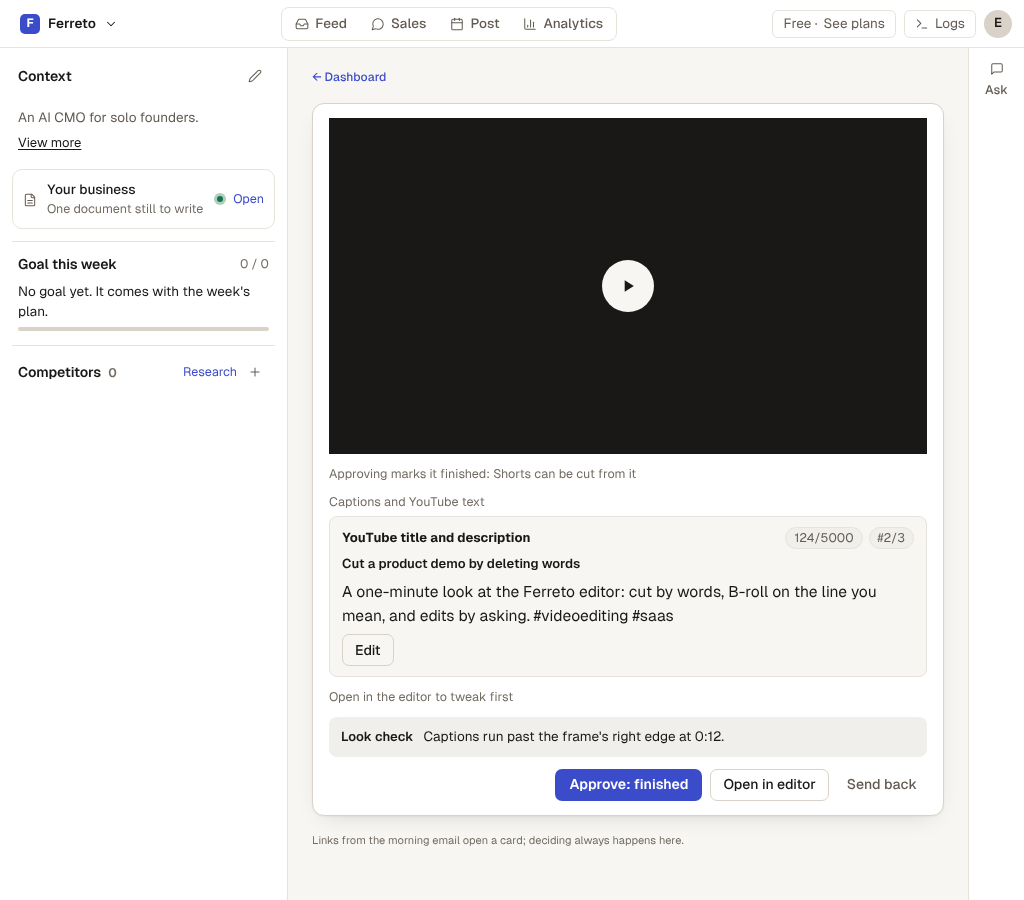 F Ferreto
Feed Sales Post Analytics
Free · See plans
Logs
E
Context
An AI CMO for solo founders.
View more
Your business
One document still to write
Open
Goal this week 0 / 0
No goal yet. It comes with the week's
plan.
Competitors 0 Research +
← Dashboard
Approving marks it finished: Shorts can be cut from it
Captions and YouTube text
YouTube title and description 124/5000 #2/3
Cut a product demo by deleting words
A one-minute look at the Ferreto editor: cut by words, B-roll on the line you
mean, and edits by asking. #videoediting #saas
Edit
Open in the editor to tweak first
Look check Captions run past the frame's right edge at 0:12.
Approve: finished Open in editor Send back
Links from the morning email open a card; deciding always happens here.
Ask